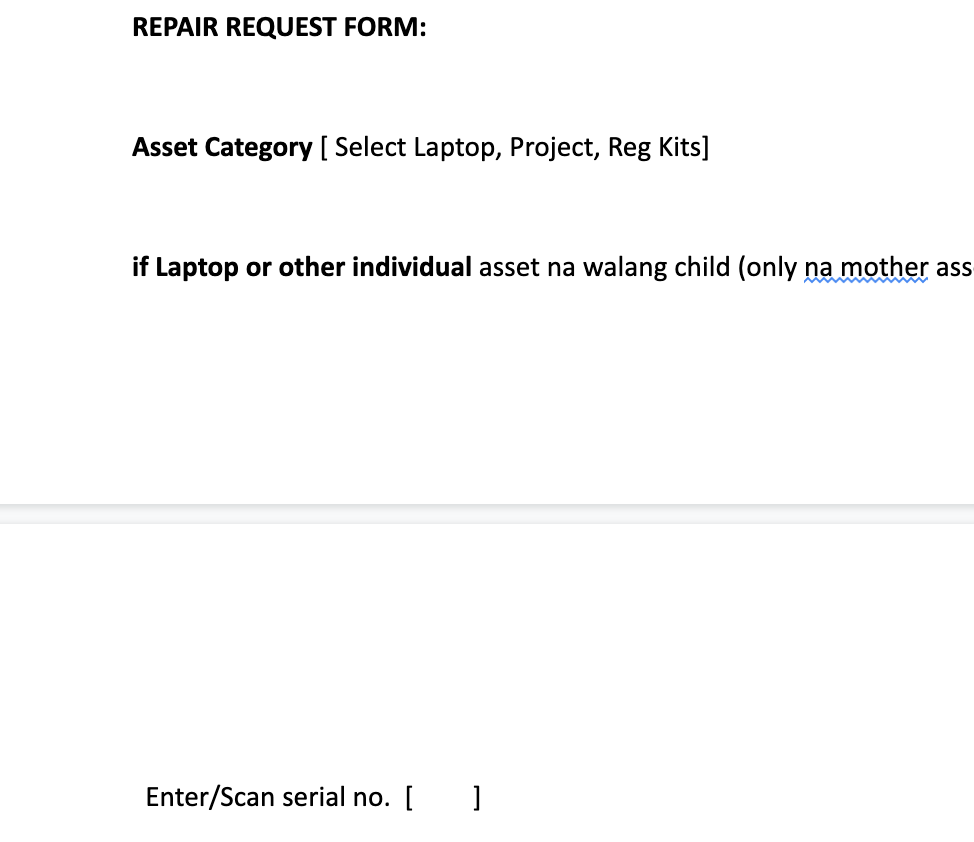 REPAIR REQUEST FORM:
Asset Category [ Select Laptop, Project, Reg Kits]
if Laptop or other individual asset na walang child (only na mother ass
Enter/Scan serial no. [ ]